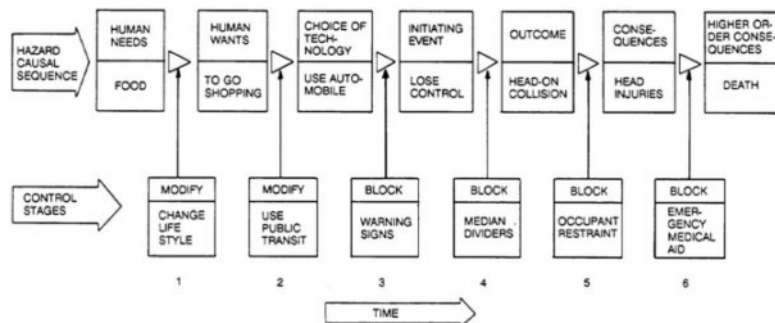 HAZARD
CAUSAL
SEQUENCE
HUMAN
NEEDS
FOOD
HUMAN
WANTS
TO GO
SHOPPING
CHOICE OF
TECH-
NOLOGY
USE AUTO-
MOBILE
INITIATING
EVENT
LOSE
CONTROL
OUTCOME
HEAD-ON
COLLISION
CONSE-
QUENCES
HEAD
INJURIES
HIGHER OR-
DER CONSE-
QUENCES
DEATH
CONTROL
STAGES
MODIFY
CHANGE
LIFE
STYLE
MODIFY
USE
PUBLIC
TRANSIT
BLOCK
WARNING
SIGNS
BLOCK
MEDIAN
DIVIDERS
BLOCK
OCCUPANT
RESTRAINT
BLOCK
EMER-
GENCY
MEDICAL
AID
1 2 3 4 5 6
TIME